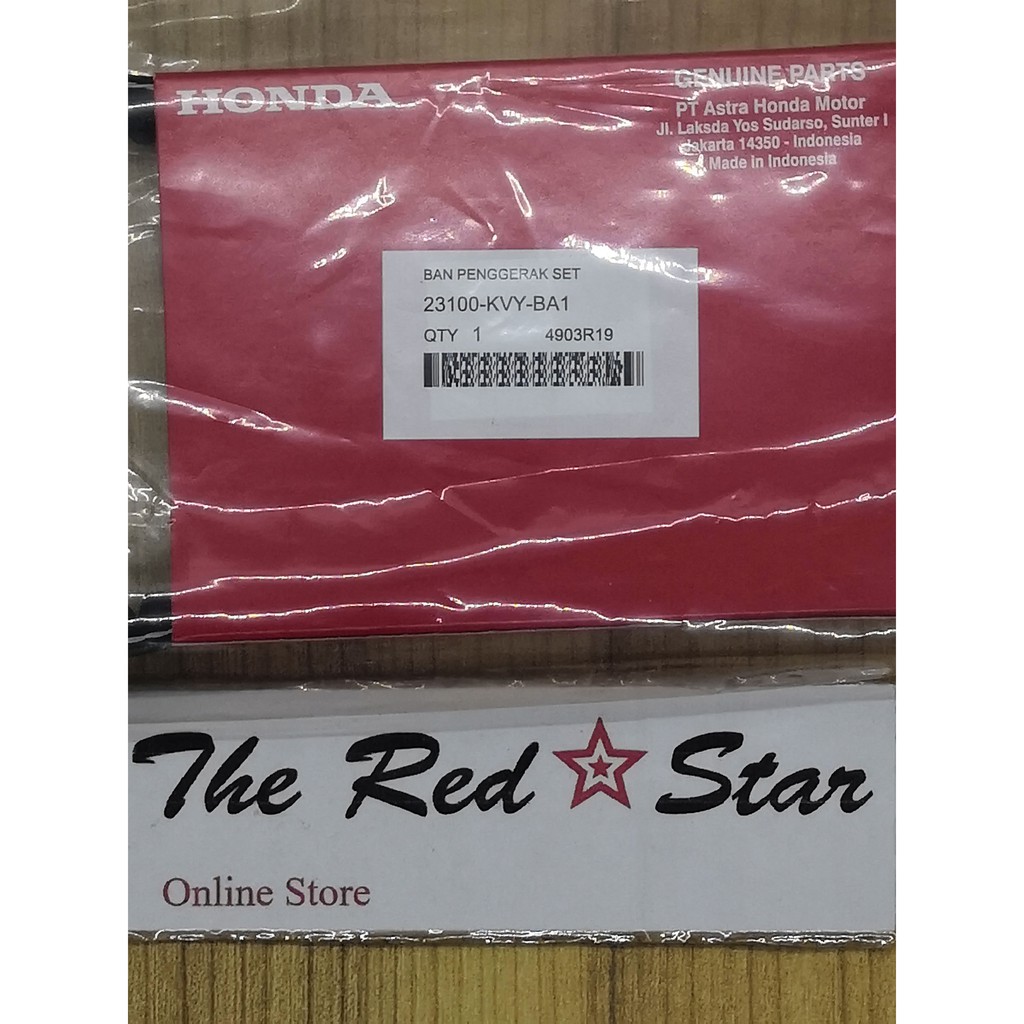 HONDA
GENUINE PARTS
PT Astra Honda Motor
Jl. Laksda Yos Sudarso, Sunter I
Jakarta 14350 - Indonesia
Made in Indonesia
BAN PENGGERAK SET
23100-KVY-BA1
QTY 1 4903R19
The Red Star
Online Store